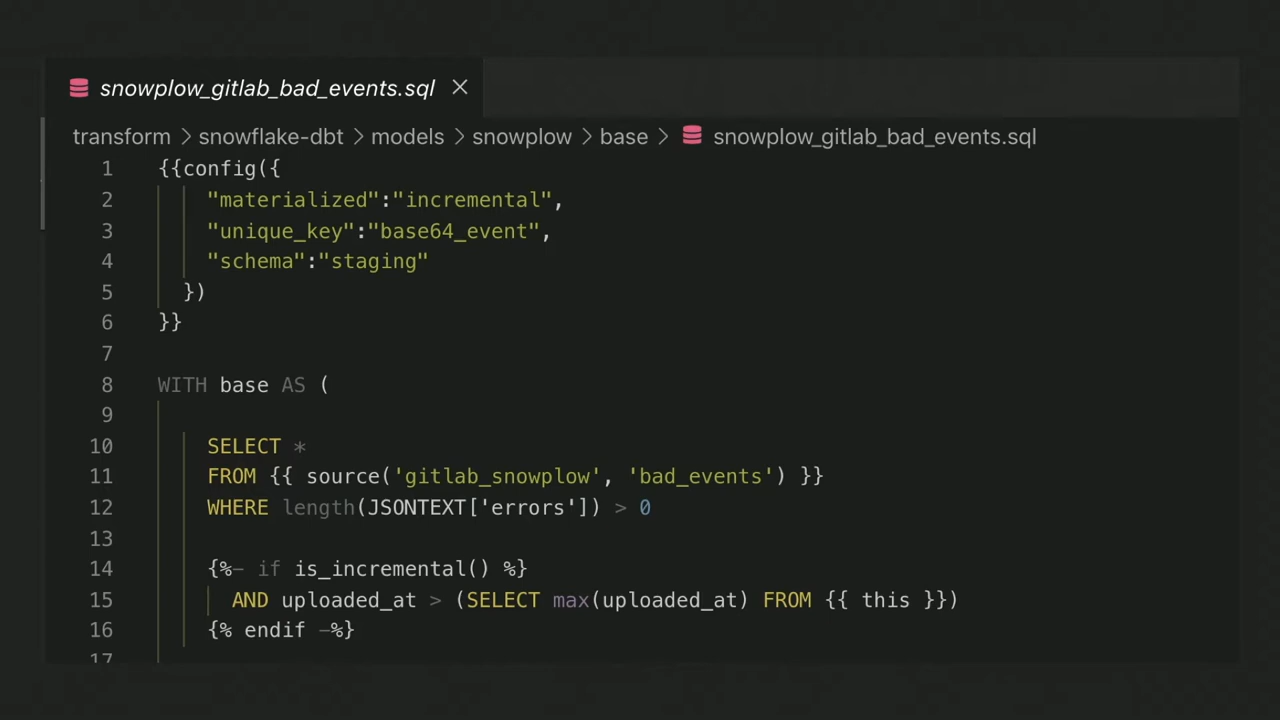 snowplow_gitlab_bad_events.sql ×
transform > snowflake-dbt > models > snowplow > base > snowplow_gitlab_bad_events.sql
1 {{config({
2 "materialized":"incremental",
3 "unique_key":"base64_event",
4 "schema":"staging"
5 })
6 }}
7
8 WITH base AS (
9
10 SELECT *
11 FROM {{ source('gitlab_snowplow', 'bad_events') }}
12 WHERE length(JSONTEXT['errors']) > 0
13
14 {%- if is_incremental() %}
15 AND uploaded_at > (SELECT max(uploaded_at) FROM {{ this }})
16 {% endif -%}
17